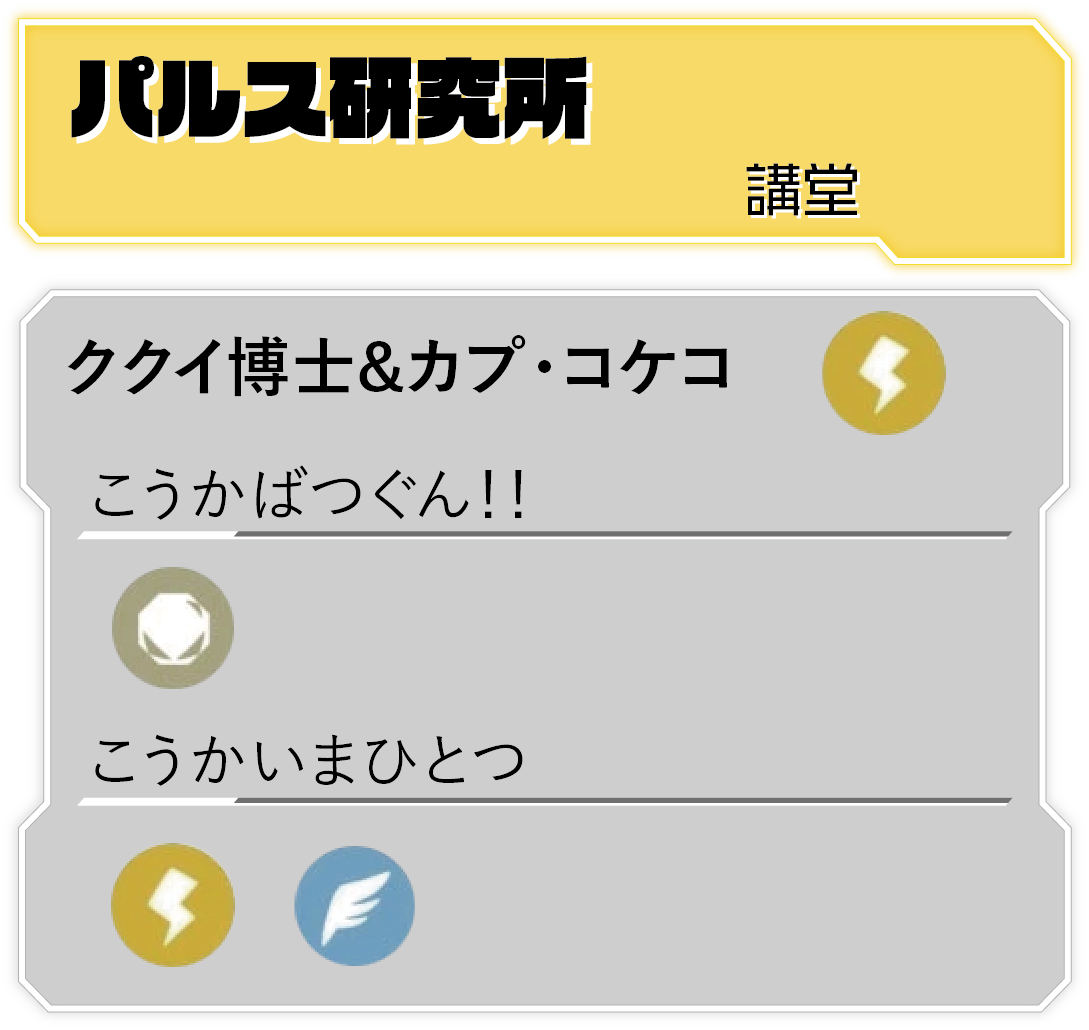 パルス研究所
講堂
ククイ博士&カプ・コケコ
こうかばつぐん！！
こうかいまひとつ